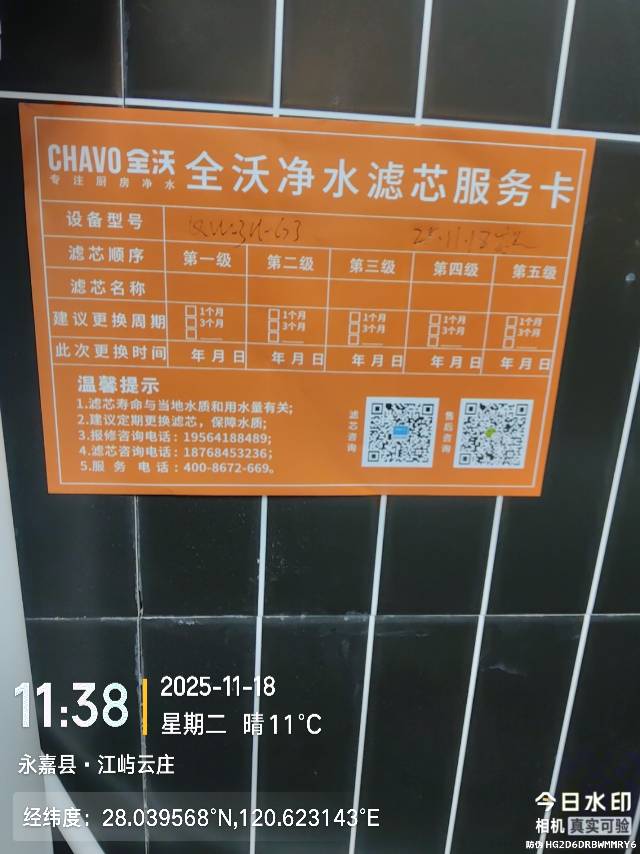 CHAVO 全沃
专注厨房净水
全沃净水滤芯服务卡
设备型号
滤芯顺序 第一级 第二级 第三级 第四级 第五级
滤芯名称
建议更换周期 1个月 1个月 1个月 1个月 1个月
3个月 3个月 3个月 3个月 3个月
此次更换时间 年月日 年月日 年月日 年月日 年月日
温馨提示
1.滤芯寿命与当地水质和用水量有关;
2.建议定期更换滤芯，保障水质;
3.报修咨询电话：19564188489;
4.滤芯咨询电话：18768453236;
5.服务电话：400-8672-669。
滤芯咨询
售后咨询
11:38
2025-11-18
星期二 晴 11°C
永嘉县·江屿云庄
经纬度：28.039568°N,120.623143°E
今日水印
相机 真实可验
防伪 HG2D6DRBWMMRY6